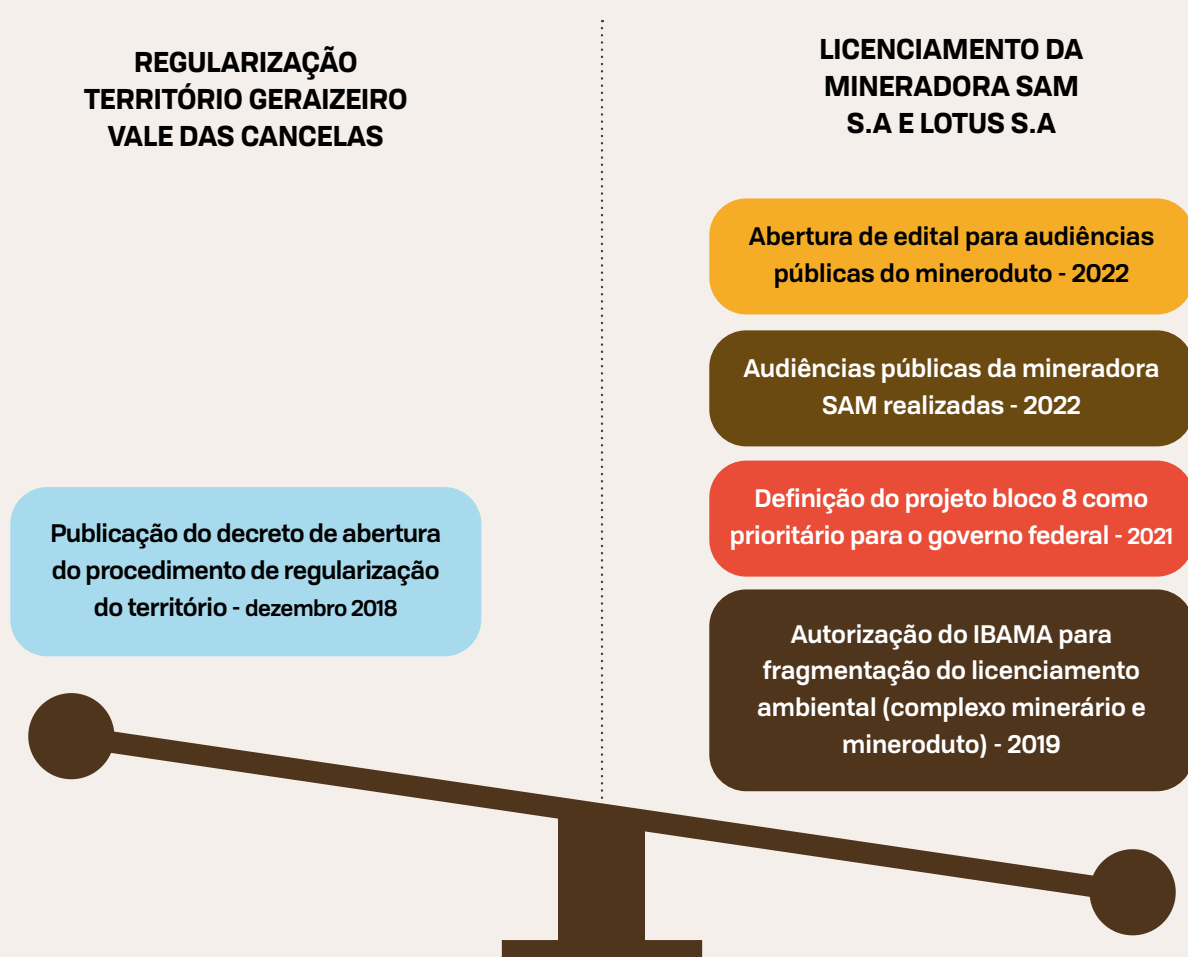 REGULARIZAÇÃO
TERRITÓRIO GERAIZEIRO
VALE DAS CANCELAS
Publicação do decreto de abertura
do procedimento de regularização
do território - dezembro 2018
LICENCIAMENTO DA
MINERADORA SAM
S.A E LOTUS S.A
Abertura de edital para audiências
públicas do mineroduto - 2022
Audiências públicas da mineradora
SAM realizadas - 2022
Definição do projeto bloco 8 como
prioritário para o governo federal - 2021
Autorização do IBAMA para
fragmentação do licenciamento
ambiental (complexo minerário e
mineroduto) - 2019